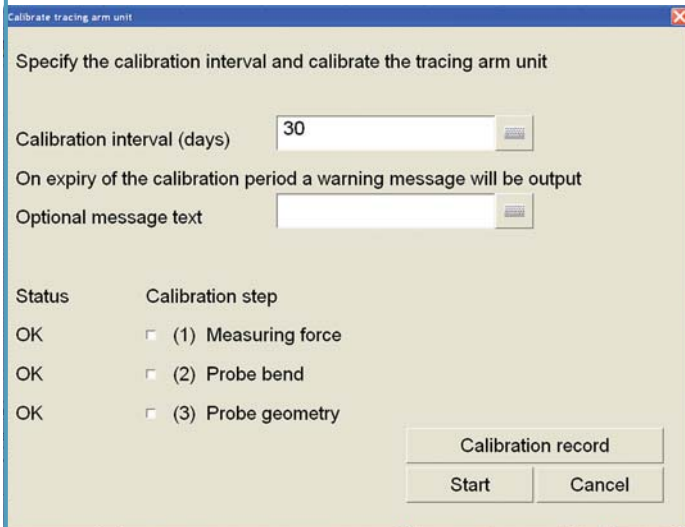 Calibrate tracing arm unit
Specify the calibration interval and calibrate the tracing arm unit
Calibration interval (days) 30
On expiry of the calibration period a warning message will be output
Optional message text
Status Calibration step
OK (1) Measuring force
OK (2) Probe bend
OK (3) Probe geometry
Calibration record
Start Cancel